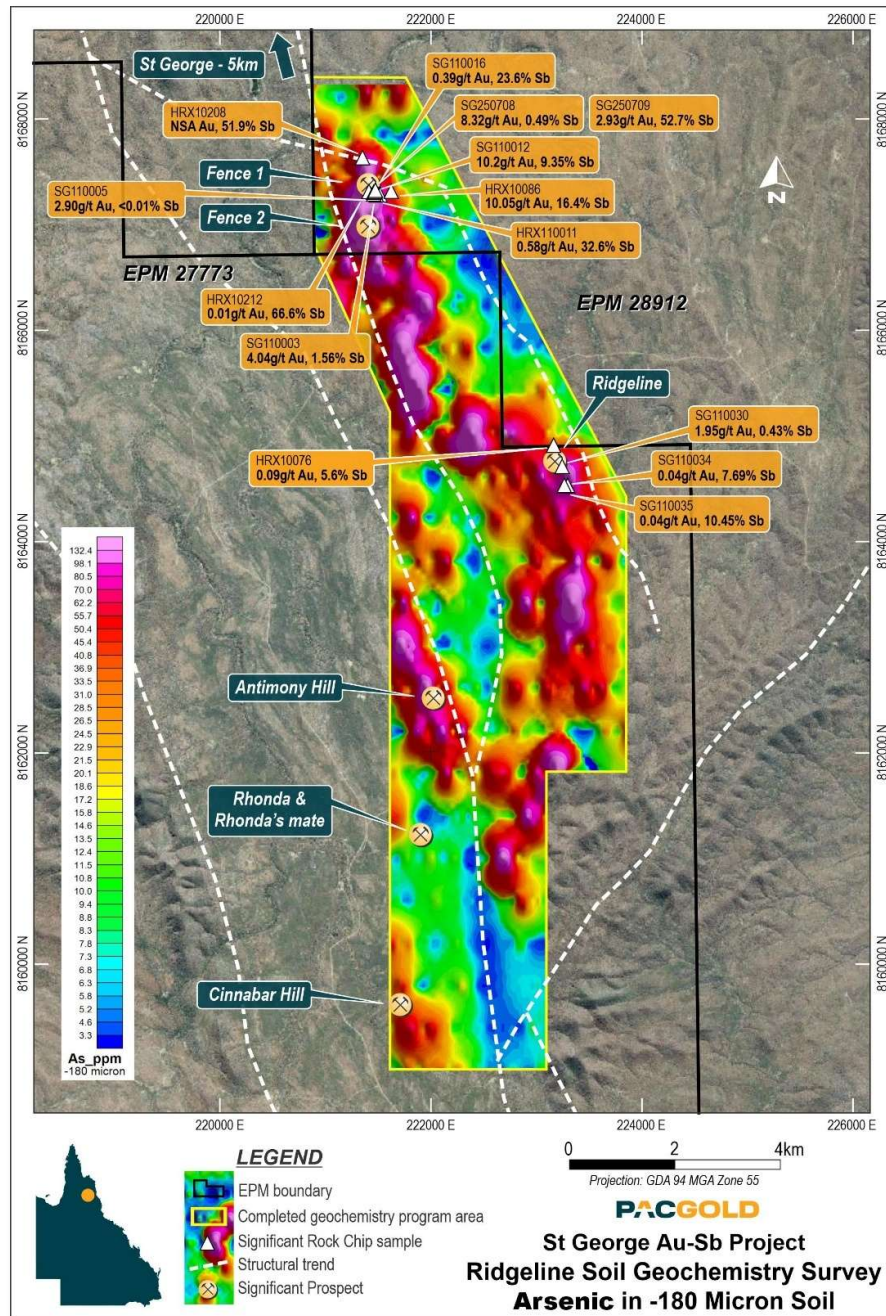 220000 E
222000 E
224000 E
226000 E
St George - 5km
SG110016
0.39g/t Au, 23.6% Sb
SG250708
8.32g/t Au, 0.49% Sb
SG250709
2.93g/t Au, 52.7% Sb
HRX10208
NSA Au, 51.9% Sb
SG110012
10.2g/t Au, 9.35% Sb
Fence 1
SG110005
2.90g/t Au, <0.01% Sb
HRX10086
10.05g/t Au, 16.4% Sb
Fence 2
HRX110011
0.58g/t Au, 32.6% Sb
N
8168000 N
8168000 N
EPM 27773
EPM 28912
HRX10212
0.01g/t Au, 66.6% Sb
SG110003
4.04g/t Au, 1.56% Sb
8166000 N
8166000 N
Ridgeline
SG110030
1.95g/t Au, 0.43% Sb
HRX10076
0.09g/t Au, 5.6% Sb
SG110034
0.04g/t Au, 7.69% Sb
SG110035
0.04g/t Au, 10.45% Sb
8164000 N
8164000 N
132.4
98.1
80.5
70.0
62.2
55.7
50.4
45.4
40.8
36.9
33.5
31.0
28.5
26.5
24.5
22.9
21.5
20.1
18.6
17.2
15.8
14.6
13.5
12.4
11.5
10.8
10.0
9.4
8.8
8.3
7.8
7.3
6.8
6.3
5.8
5.2
4.6
3.3
As_ppm
-180 micron
Antimony Hill
8162000 N
8162000 N
Rhonda &
Rhonda's mate
8160000 N
8160000 N
Cinnabar Hill
220000 E
222000 E
224000 E
226000 E
LEGEND
EPM boundary
Completed geochemistry program area
Significant Rock Chip sample
Structural trend
Significant Prospect
0
2
4km
Projection: GDA 94 MGA Zone 55
PACGOLD
St George Au-Sb Project
Ridgeline Soil Geochemistry Survey
Arsenic in -180 Micron Soil